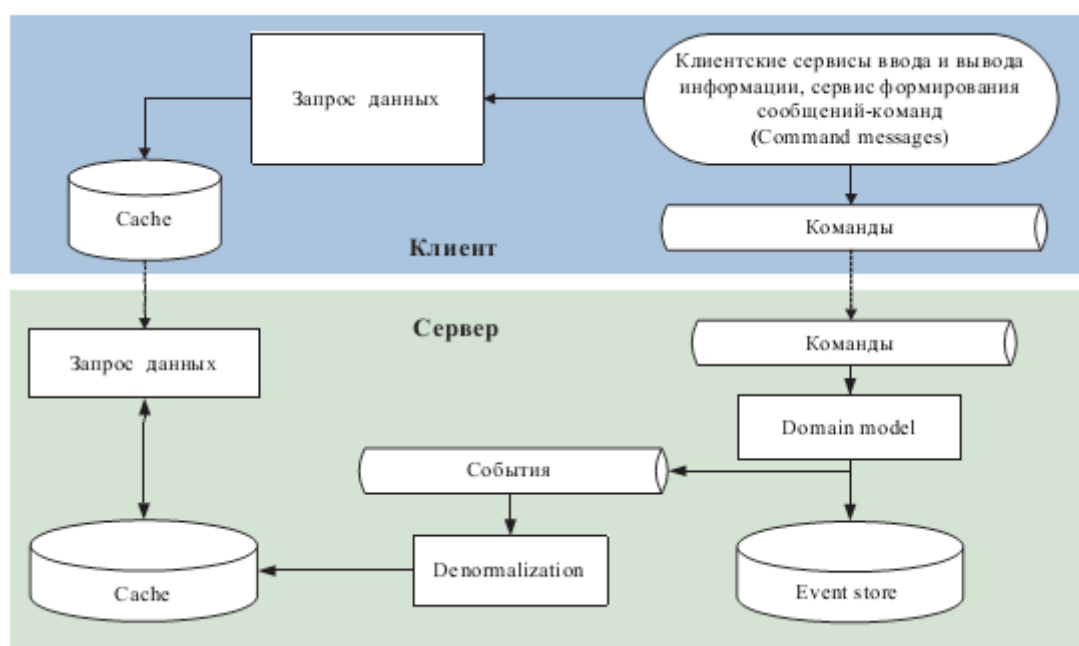 Запрос данных
Клиентские сервисы ввода и вывода
информации, сервис формирования
сообщений-команд
(Command messages)
Cache
Команды
Клиент
Сервер
Запрос данных
Команды
Domain model
События
Denormalization
Cache
Event store